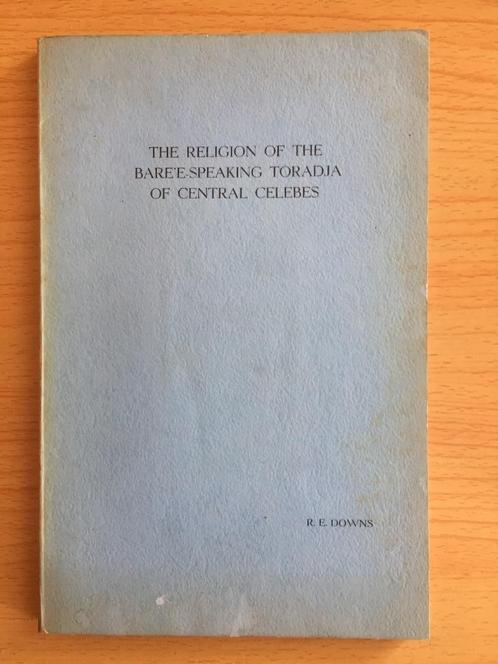 THE RELIGION OF THE
BARE'E-SPEAKING TORADJA
OF CENTRAL CELEBES
R. E. DOWNS